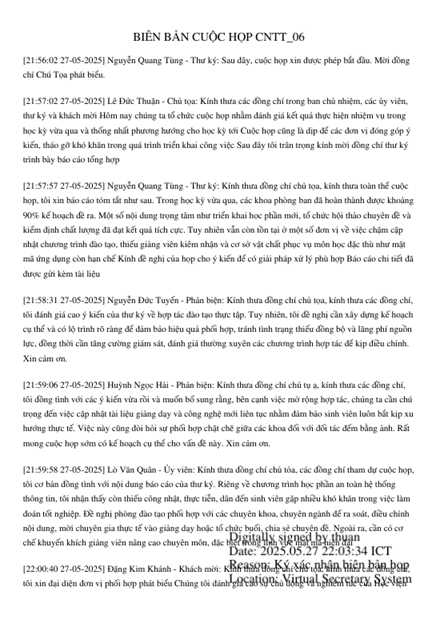 BIÊN BẢN CUỘC HỌP CNTT_06
[21:56:02 27-05-2025] Nguyễn Quang Tùng - Thư ký: Sau đây, cuộc họp xin được phép bắt đầu. Mời đồng
chí Chủ Tọa phát biểu.
[21:57:02 27-05-2025] Lê Đức Thuận - Chủ tọa: Kính thưa các đồng chí trong ban chủ nhiệm, các ủy viên,
thư ký và khách mời Hôm nay chúng ta tổ chức cuộc họp nhằm đánh giá kết quả thực hiện nhiệm vụ trong
học kỳ vừa qua và thống nhất phương hướng cho học kỳ tới Cuộc họp cũng là dịp để các đơn vị đóng góp ý
kiến, tháo gỡ khó khăn trong quá trình triển khai công việc Sau đây tôi trân trọng kính mời đồng chí thư ký
trình bày báo cáo tổng hợp
[21:57:57 27-05-2025] Nguyễn Quang Tùng - Thư ký: Kính thưa đồng chí chủ tọa, kính thưa toàn thể cuộc
họp, tôi xin báo cáo tóm tắt như sau. Trong học kỳ vừa qua, các khoa phòng ban đã hoàn thành được khoảng
90% kế hoạch đề ra. Một số nội dung trọng tâm như triển khai học phần mới, tổ chức hội thảo chuyên đề và
kiểm định chất lượng đã đạt kết quả tích cực. Tuy nhiên vẫn còn tồn tại ở một số đơn vị về việc chậm cập
nhật chương trình đào tạo, thiếu giảng viên kiêm nhận và cơ sở vật chất phục vụ môn học đặc thù như mật
mã ứng dụng còn hạn chế Kính đề nghị của họp cho ý kiến để có giải pháp xử lý phù hợp Báo cáo chi tiết đã
được gửi kèm tài liệu
[21:58:31 27-05-2025] Nguyễn Đức Tuyển - Phản biện: Kính thưa đồng chí chủ tọa, kính thưa các đồng chí,
tôi đánh giá cao ý kiến của thư ký về hợp tác đào tạo thực tập. Tuy nhiên, tôi đề nghị cần xây dựng kế hoạch
cụ thể và có lộ trình rõ ràng để đảm bảo hiệu quả phối hợp, tránh tình trạng thiếu đồng bộ và lãng phí nguồn
lực, đồng thời cần tăng cường giám sát, đánh giá thường xuyên các chương trình hợp tác để kịp điều chỉnh.
Xin cảm ơn.
[21:59:06 27-05-2025] Huỳnh Ngọc Hải - Phản biện: Kính thưa đồng chí chủ tụ ạ, kính thưa các đồng chí,
tôi đồng tình với các ý kiến vừa rồi và muốn bổ sung rằng, bên cạnh việc mở rộng hợp tác, chúng ta cần chú
trọng đến việc cập nhật tài liệu giảng dạy và công nghệ mới liên tục nhằm đảm bảo sinh viên luôn bắt kịp xu
hướng thực tế. Việc này cũng đòi hỏi sự phối hợp chặt chẽ giữa các khoa đối với đối tác đếm bằng ảnh. Rất
mong cuộc họp sớm có kế hoạch cụ thể cho vấn đề này. Xin cảm ơn.
[21:59:58 27-05-2025] Lò Văn Quân - Ủy viên: Kính thưa đồng chí chủ tỏa, các đồng chí tham dự cuộc họp,
tôi cơ bản đồng tình với nội dung báo cáo của thư ký. Riêng về chương trình học phần an toàn hệ thống
thông tin, tôi nhận thấy còn thiếu công nhật, thực tiễn, dẫn đến sinh viên gặp nhiều khó khăn trong việc làm
đoán tốt nghiệp. Đề nghị phòng đào tạo phối hợp với các chuyên khoa, chuyên ngành để ra soát, điều chỉnh
nội dung, mời chuyên gia thực tế vào giảng dạy hoặc tổ chức buổi, chia sẻ chuyên đề. Ngoài ra, cần có cơ
chế khuyến khích giảng viên nâng cao chuyên môn, đặc biệt trong lĩnh vực mật mã hiện đại
[22:00:40 27-05-2025] Đặng Kim Khánh - Khách mời: Kính thưa đồng chí chủ tọa, kính thưa các đồng chí,
tôi xin đại diện đơn vị phối hợp phát biểu Chúng tôi đánh giá cao sự chủ động và nghiêm túc của Học viện
Digitally signed by thuan
Date: 2025.05.27 22:03:34 ICT
Reason: Ký xác nhận biên bản họp
Location: Virtual Secretary System